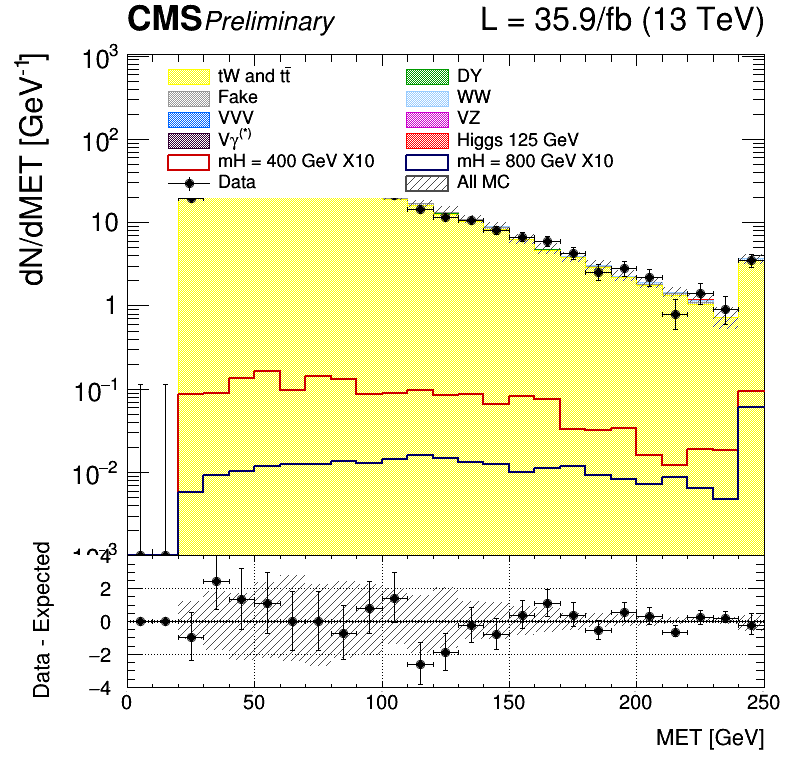 CMS Preliminary L = 35.9/fb (13 TeV)
dN/dMET [GeV⁻¹]
10³
10²
10
1
10⁻¹
10⁻²
10⁻³
tW and tt̄
DY
Fake
WW
VVV
VZ
Vγ⁽*⁾
Higgs 125 GeV
mH = 400 GeV X10
mH = 800 GeV X10
Data
All MC
Data - Expected
4
2
0
−2
−4
0 50 100 150 200 250
MET [GeV]